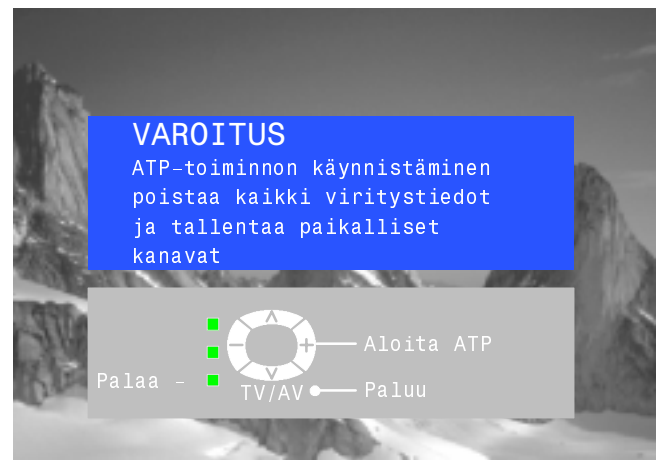 VAROITUS
ATP-toiminnon käynnistäminen
poistaa kaikki viritystiedot
ja tallentaa paikalliset
kanavat
Aloita ATP
Palaa -
TV/AV Paluu